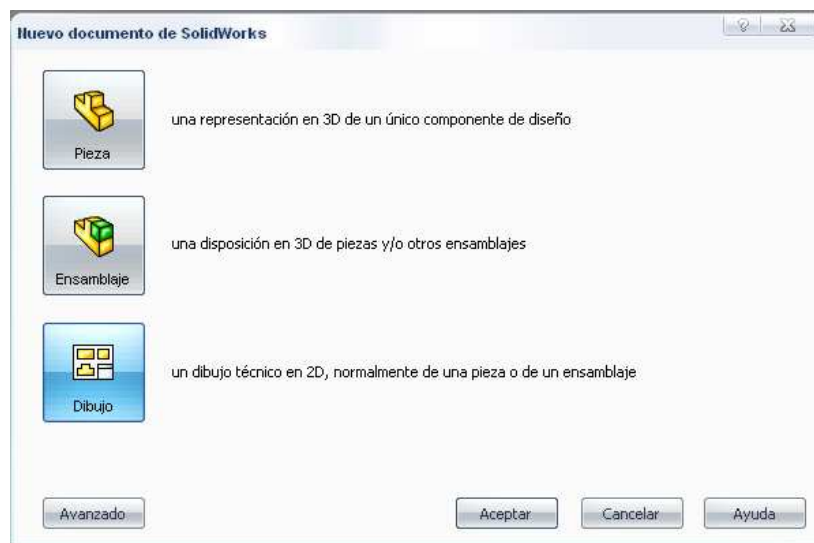 Nuevo documento de SolidWorks
Pieza
una representación en 3D de un único componente de diseño
Ensamblaje
una disposición en 3D de piezas y/o otros ensamblajes
Dibujo
un dibujo técnico en 2D, normalmente de una pieza o de un ensamblaje
Avanzado Aceptar Cancelar Ayuda